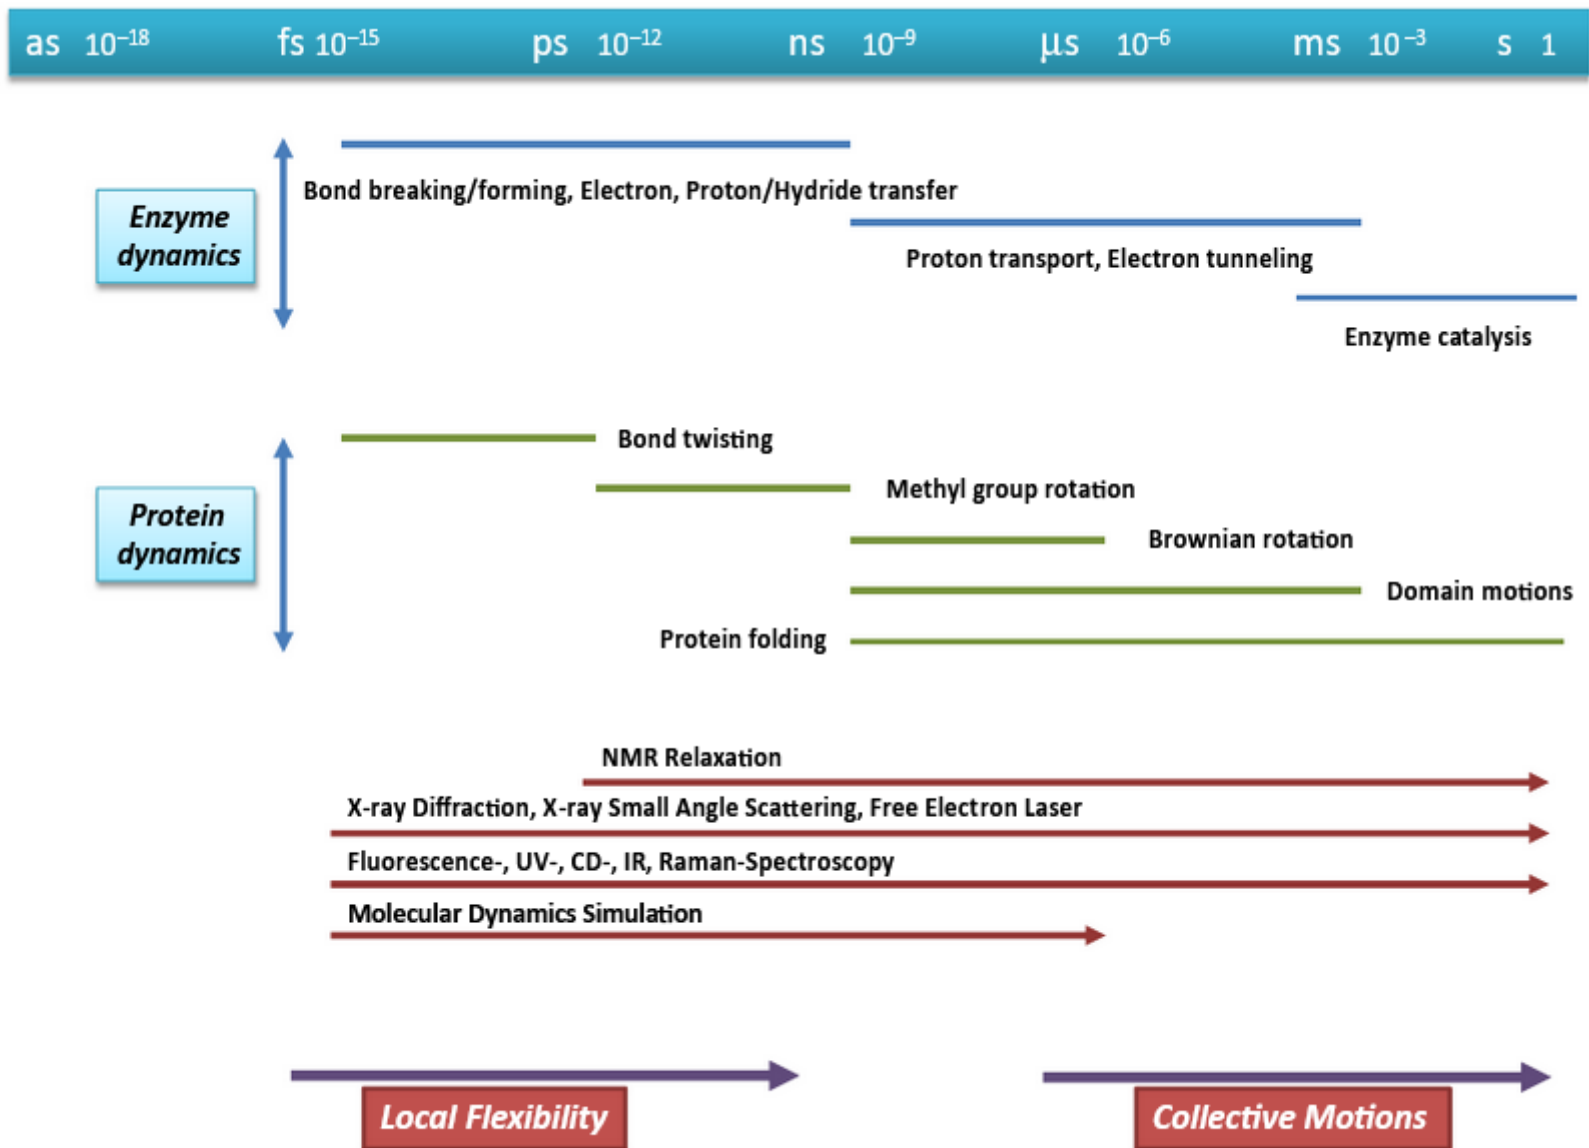 as 10⁻¹⁸ fs 10⁻¹⁵ ps 10⁻¹² ns 10⁻⁹ μs 10⁻⁶ ms 10⁻³ s 1
Bond breaking/forming, Electron, Proton/Hydride transfer
Enzyme
dynamics
Proton transport, Electron tunneling
Enzyme catalysis
Bond twisting
Methyl group rotation
Protein
dynamics
Brownian rotation
Domain motions
Protein folding
NMR Relaxation
X-ray Diffraction, X-ray Small Angle Scattering, Free Electron Laser
Fluorescence-, UV-, CD-, IR, Raman-Spectroscopy
Molecular Dynamics Simulation
Local Flexibility
Collective Motions